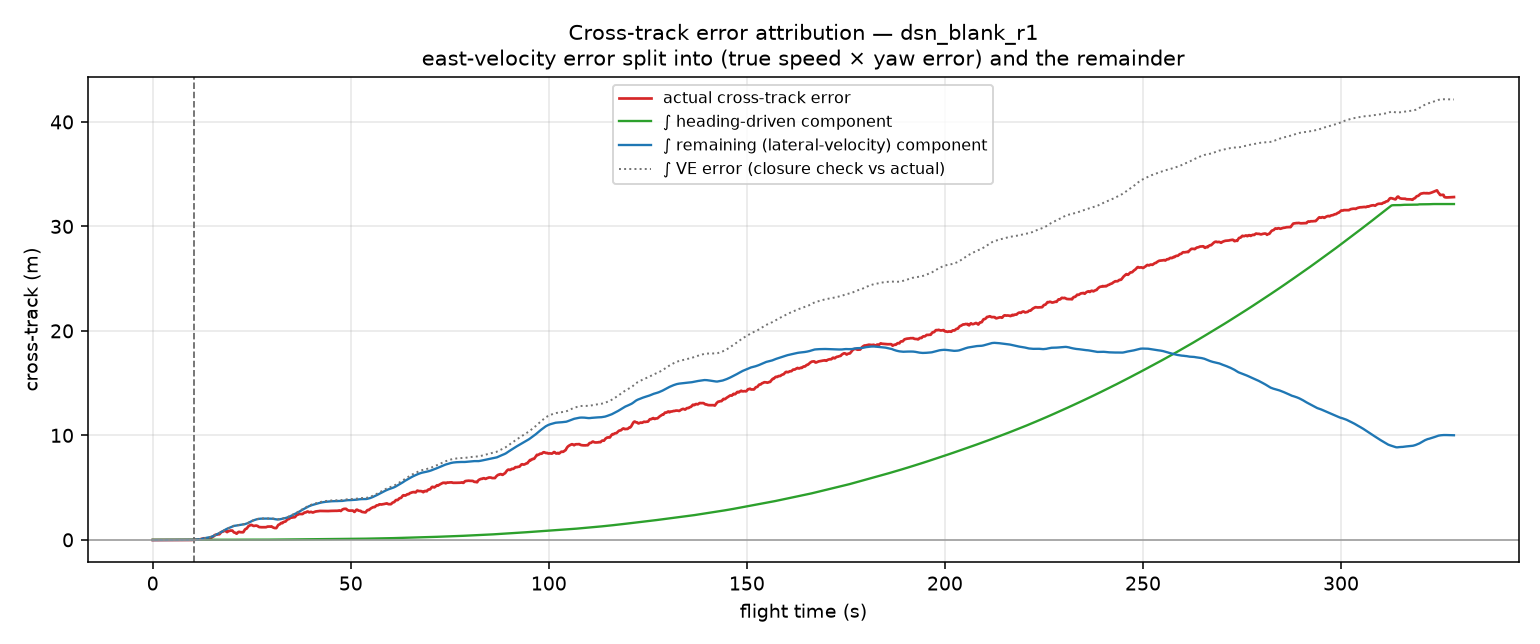 Cross-track error attribution — dsn_blank_r1
east-velocity error split into (true speed × yaw error) and the remainder
actual cross-track error
∫ heading-driven component
∫ remaining (lateral-velocity) component
∫ VE error (closure check vs actual)
cross-track (m)
40
30
20
10
0
0 50 100 150 200 250 300
flight time (s)